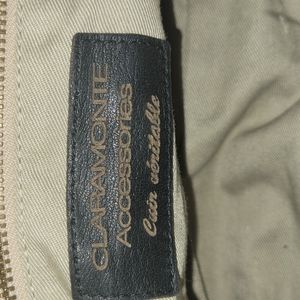 CLARAMONTE
Accessories
Cuir véritable